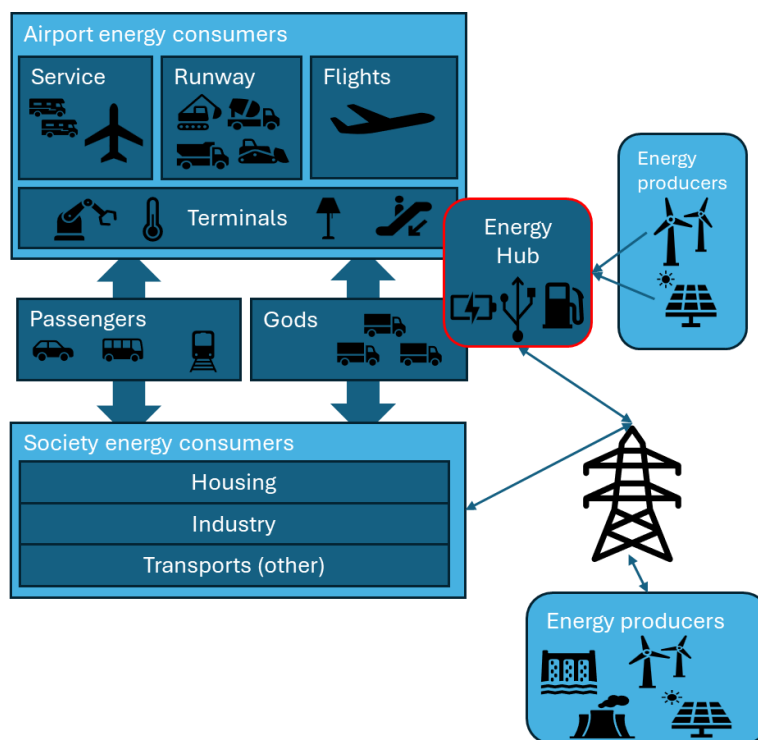 Airport energy consumers
Service
Runway
Flights
Terminals
Energy
producers
Energy
Hub
Passengers
Gods
Society energy consumers
Housing
Industry
Transports (other)
Energy producers